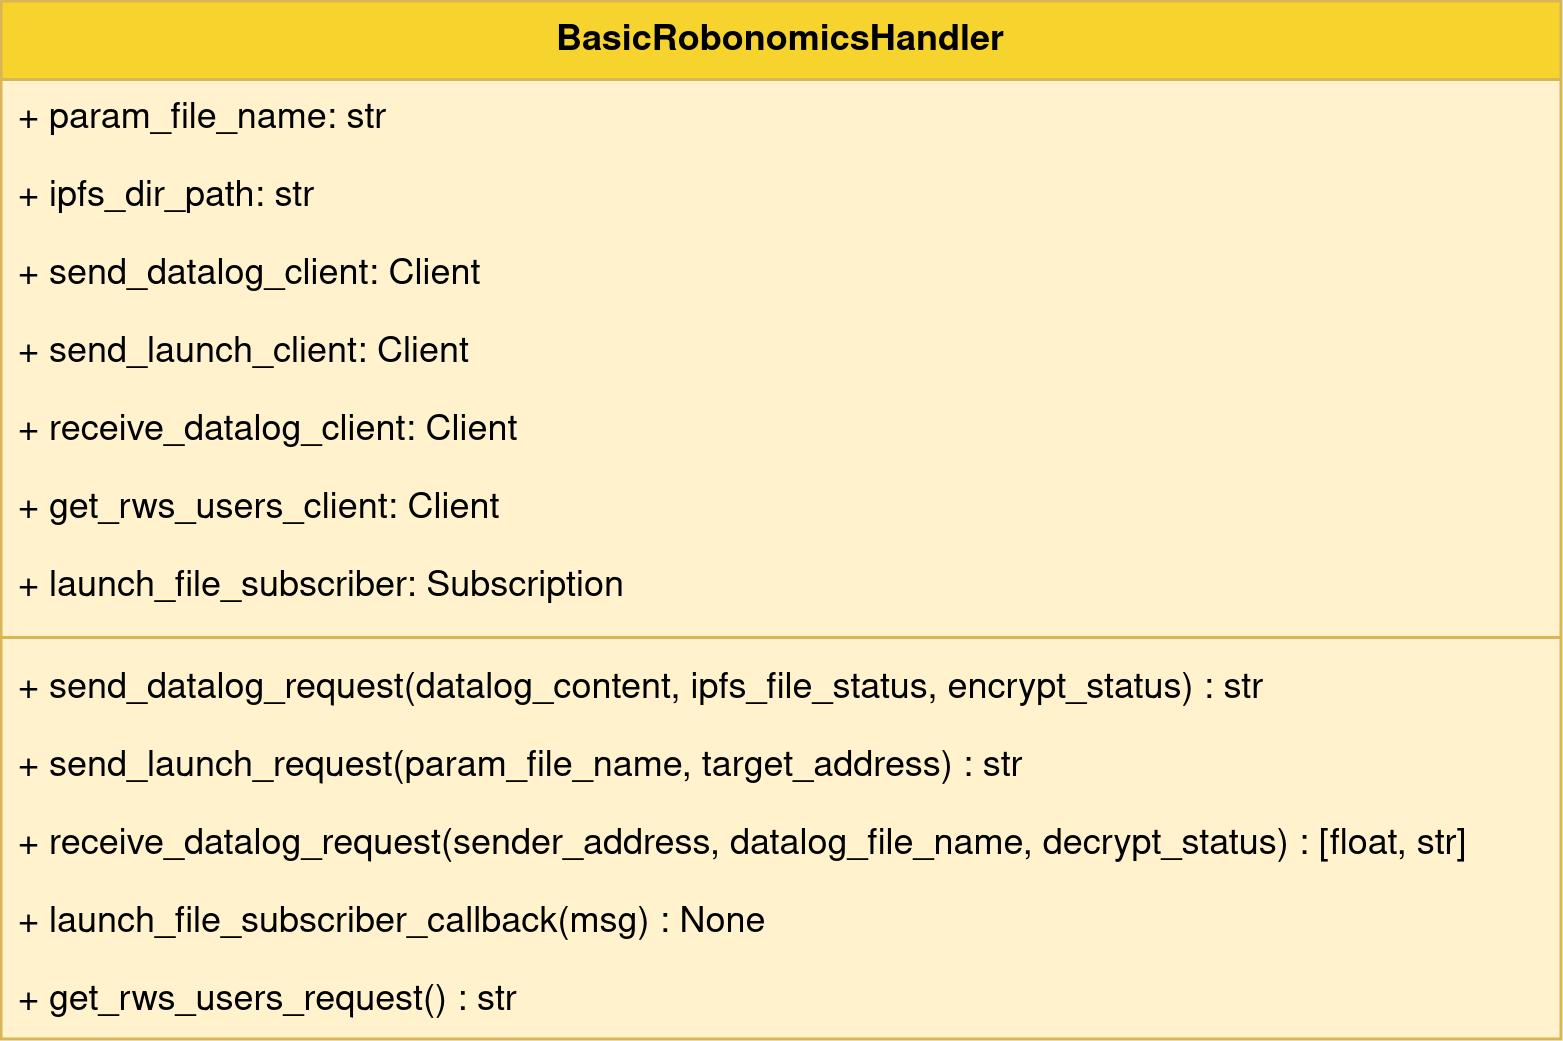 BasicRobonomicsHandler
+ param_file_name: str
+ ipfs_dir_path: str
+ send_datalog_client: Client
+ send_launch_client: Client
+ receive_datalog_client: Client
+ get_rws_users_client: Client
+ launch_file_subscriber: Subscription
+ send_datalog_request(datalog_content, ipfs_file_status, encrypt_status) : str
+ send_launch_request(param_file_name, target_address) : str
+ receive_datalog_request(sender_address, datalog_file_name, decrypt_status) : [float, str]
+ launch_file_subscriber_callback(msg) : None
+ get_rws_users_request() : str